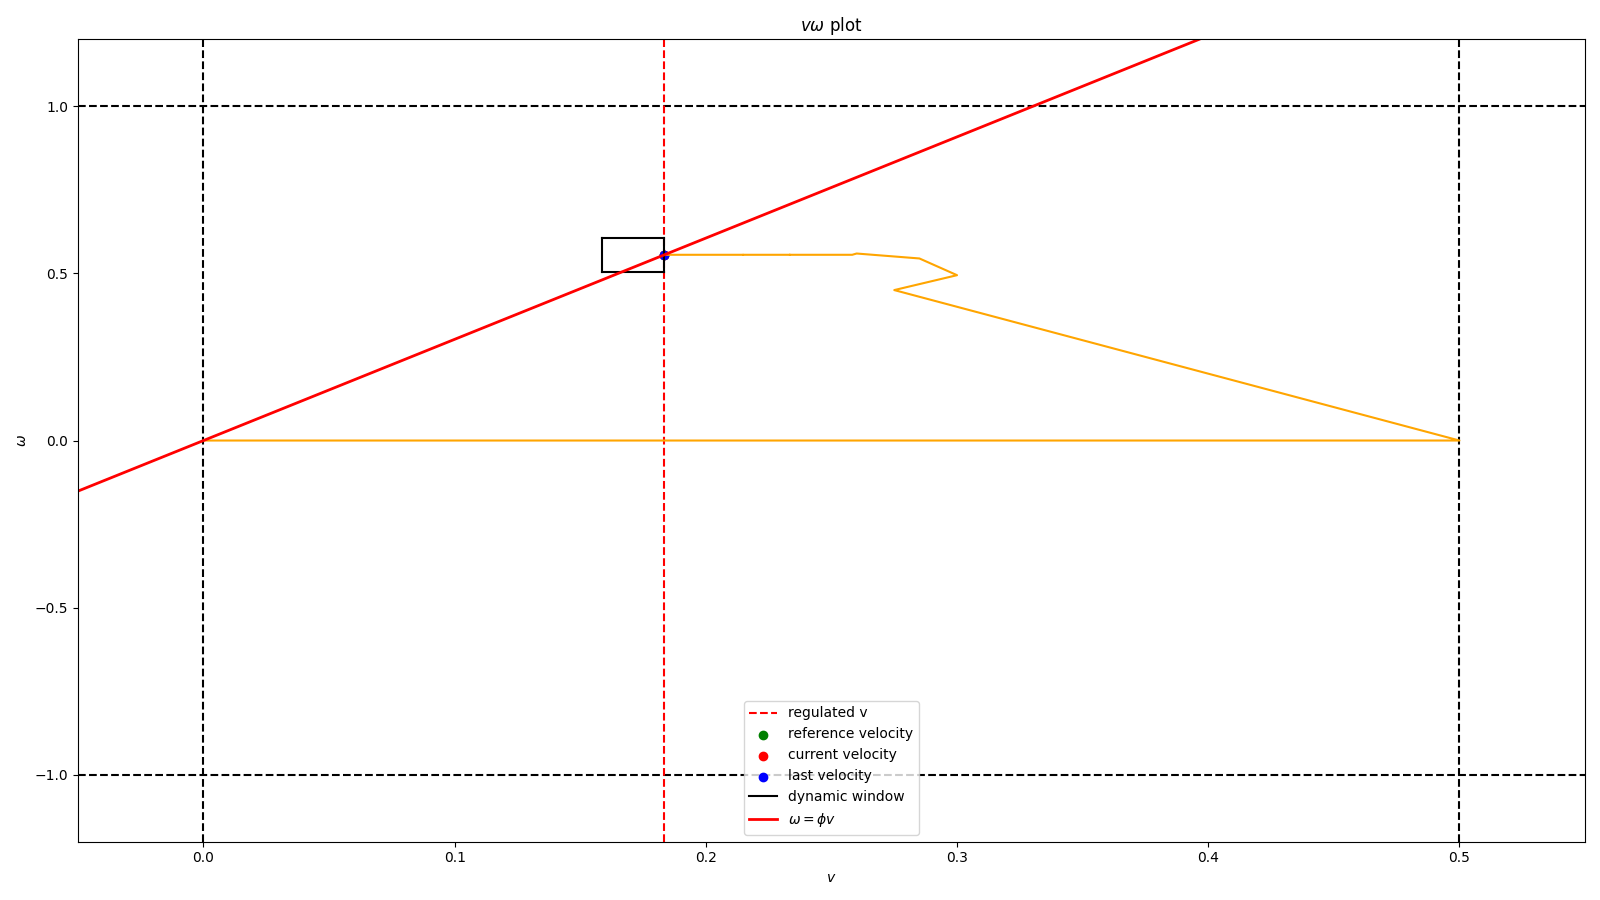 vω plot
1.0
0.5
0.0
−0.5
−1.0
ω
0.0 0.1 0.2 0.3 0.4 0.5
v
regulated v
reference velocity
current velocity
last velocity
dynamic window
ω = ϕv